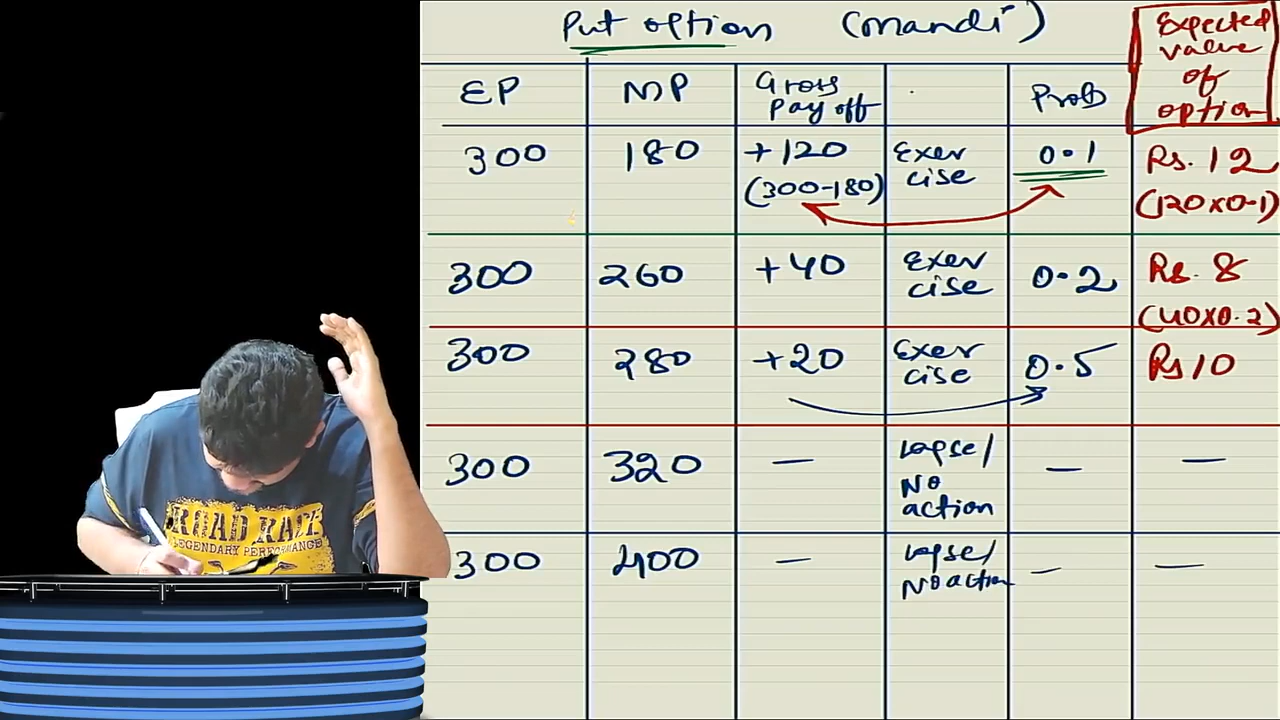 Put option (mandi)
Expected
value
of
option
EP MP Gross
Pay off Prob
300 180 +120 Exer
cise 0.1 Rs. 12
(300-180) (120x0.1)
300 260 +40 Exer
cise 0.2 Rs. 8
(40x0.2)
300 280 +20 Exer
cise 0.5 Rs 10
300 320 — Lapse/
No
action — —
300 400 — Lapse/
No action — —
ROAD RACE
LEGENDARY PERFORMANCE